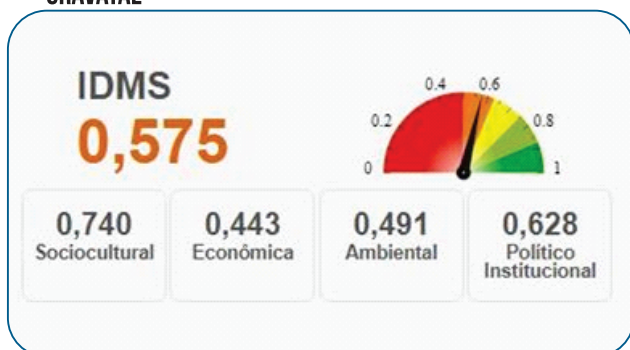 IDMS
0,575
0
0.2
0.4
0.6
0.8
1
0,740
Sociocultural
0,443
Económica
0,491
Ambiental
0,628
Político
Institucional